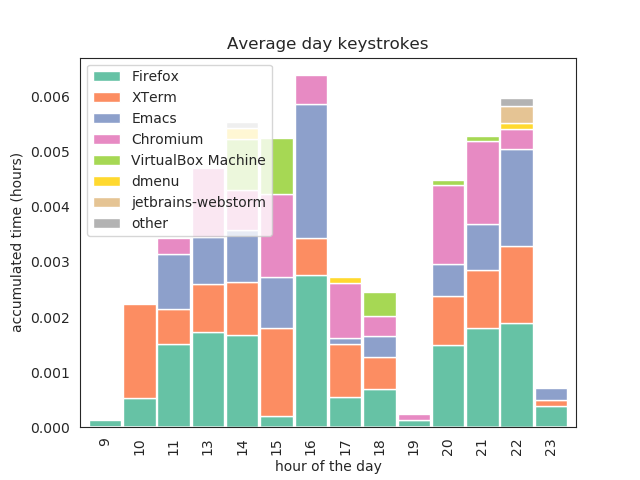 Average day keystrokes
Firefox
XTerm
Emacs
Chromium
VirtualBox Machine
dmenu
jetbrains-webstorm
other
accumulated time (hours)
0.006
0.005
0.004
0.003
0.002
0.001
0.000
9 10 11 13 14 15 16 17 18 19 20 21 22 23
hour of the day